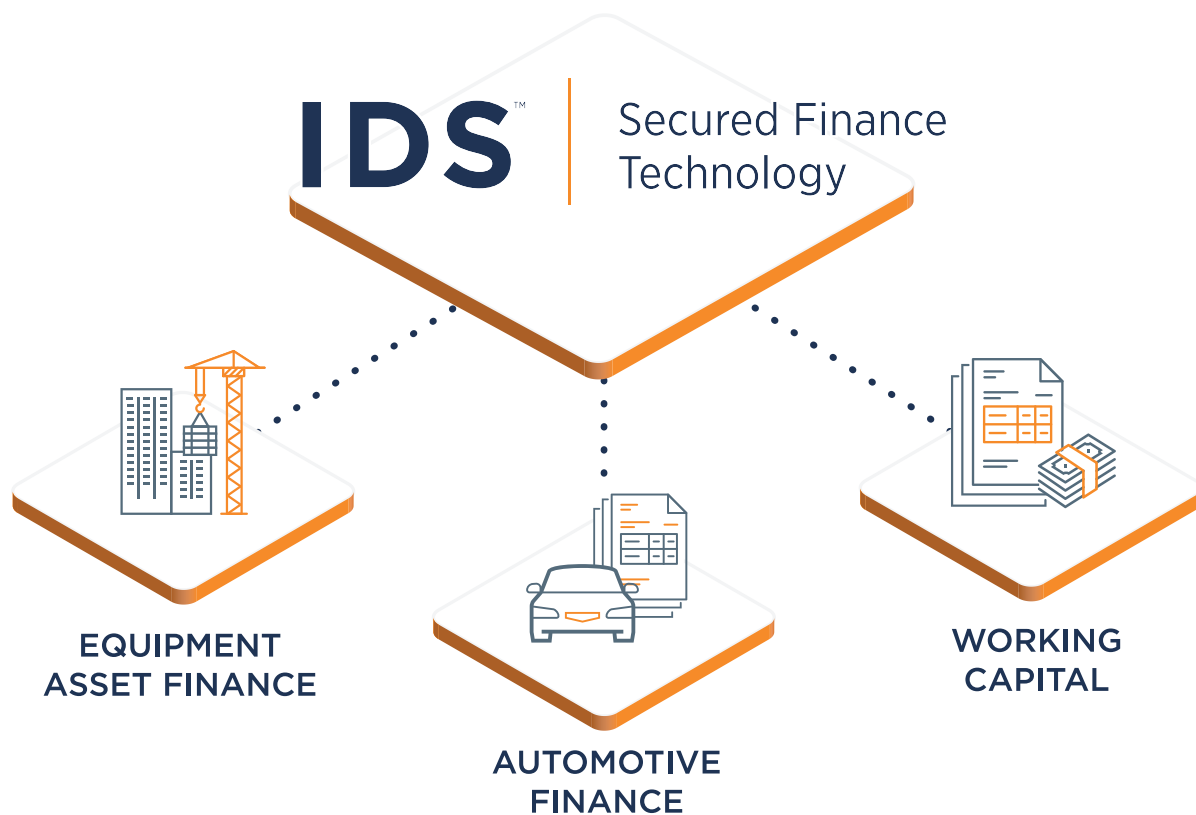 IDS™
Secured Finance
Technology
EQUIPMENT
ASSET FINANCE
AUTOMOTIVE
FINANCE
WORKING
CAPITAL